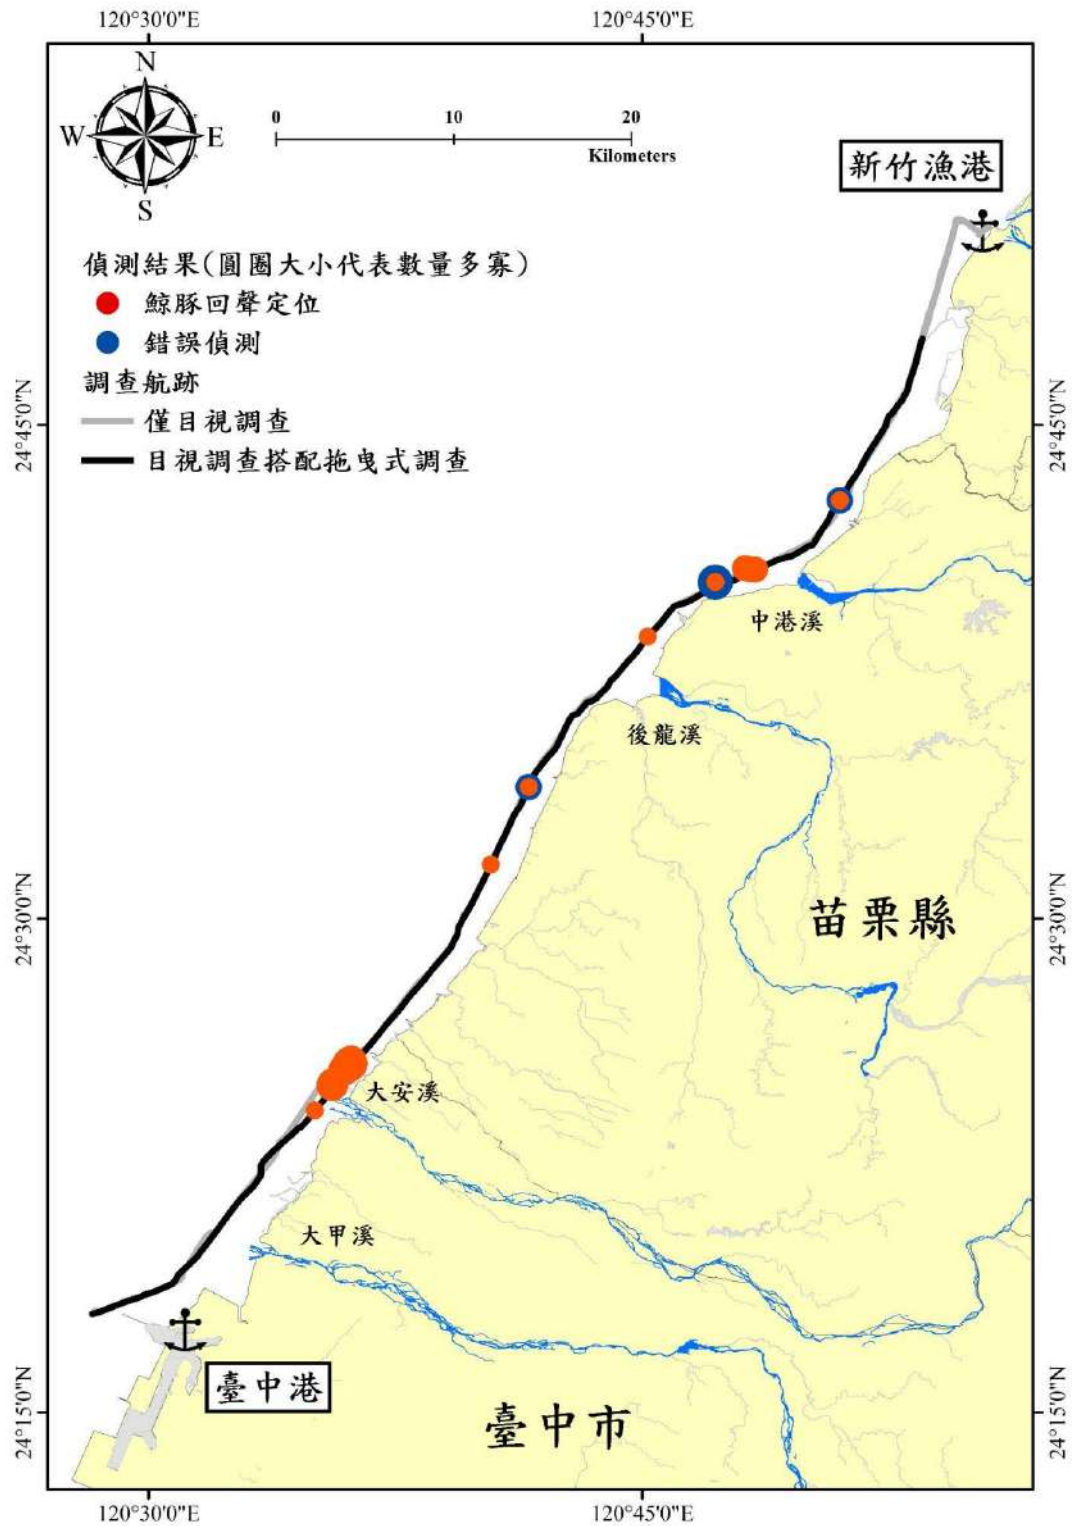 120°30'0"E
120°45'0"E
N
W
E
S
0
10
20
Kilometers
新竹漁港
偵測結果(圓圈大小代表數量多寡)
鯨豚回聲定位
錯誤偵測
調查航跡
僅目視調查
目視調查搭配拖曳式調查
24°45'0"N
24°45'0"N
中港溪
後龍溪
苗栗縣
24°30'0"N
24°30'0"N
大安溪
大甲溪
臺中港
臺中市
24°15'0"N
24°15'0"N
120°30'0"E
120°45'0"E